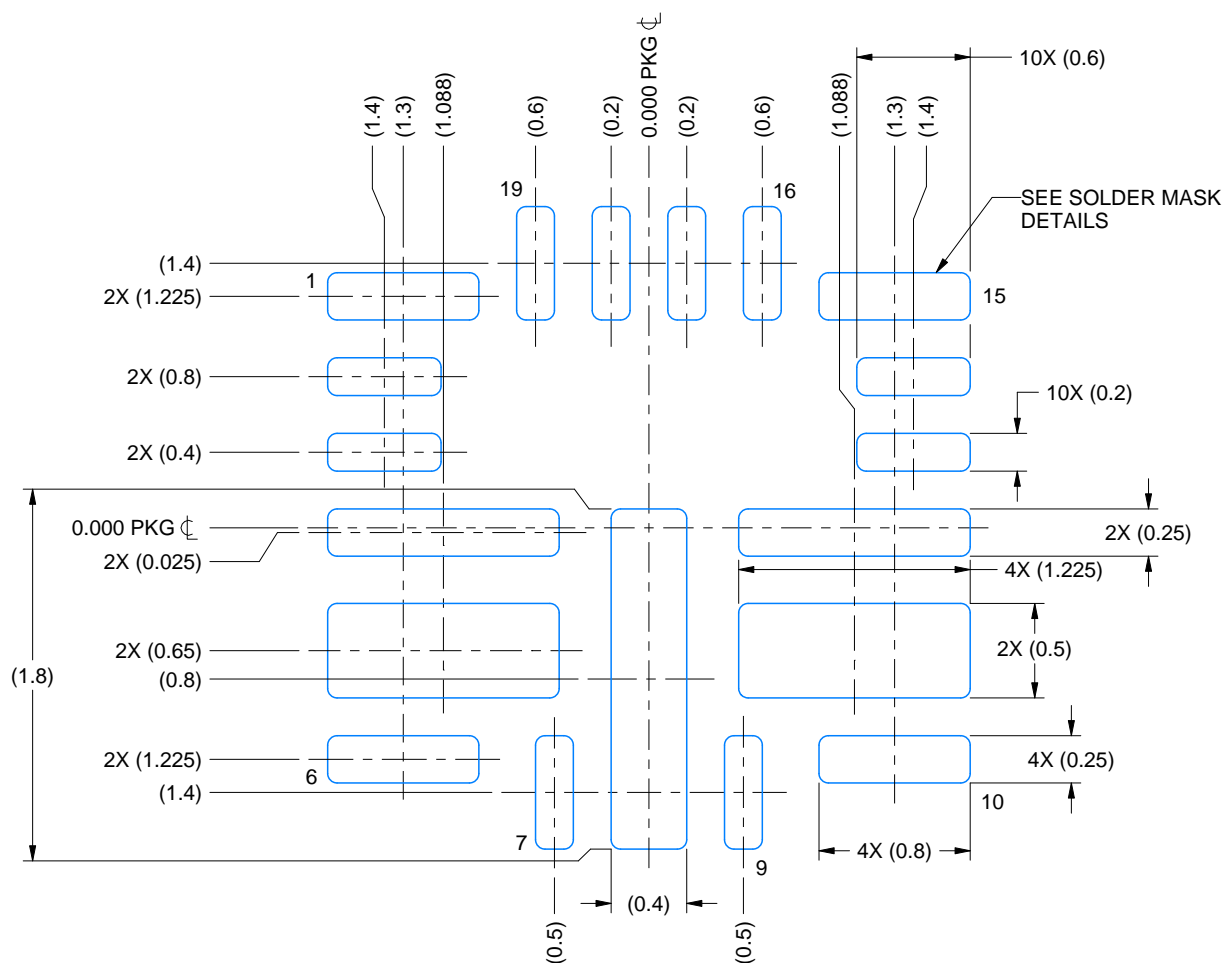 0.000 PKG ℄
10X (0.6)
(1.4)
(1.3)
(1.088)
(0.6)
(0.2)
(0.2)
(0.6)
(1.088)
(1.3)
(1.4)
19
16
SEE SOLDER MASK
DETAILS
(1.4)
1
15
2X (1.225)
2X (0.8)
10X (0.2)
2X (0.4)
0.000 PKG ℄
2X (0.25)
2X (0.025)
4X (1.225)
2X (0.65)
2X (0.5)
(1.8)
(0.8)
2X (1.225)
6
4X (0.25)
(1.4)
10
7
9
4X (0.8)
(0.4)
(0.5)
(0.5)